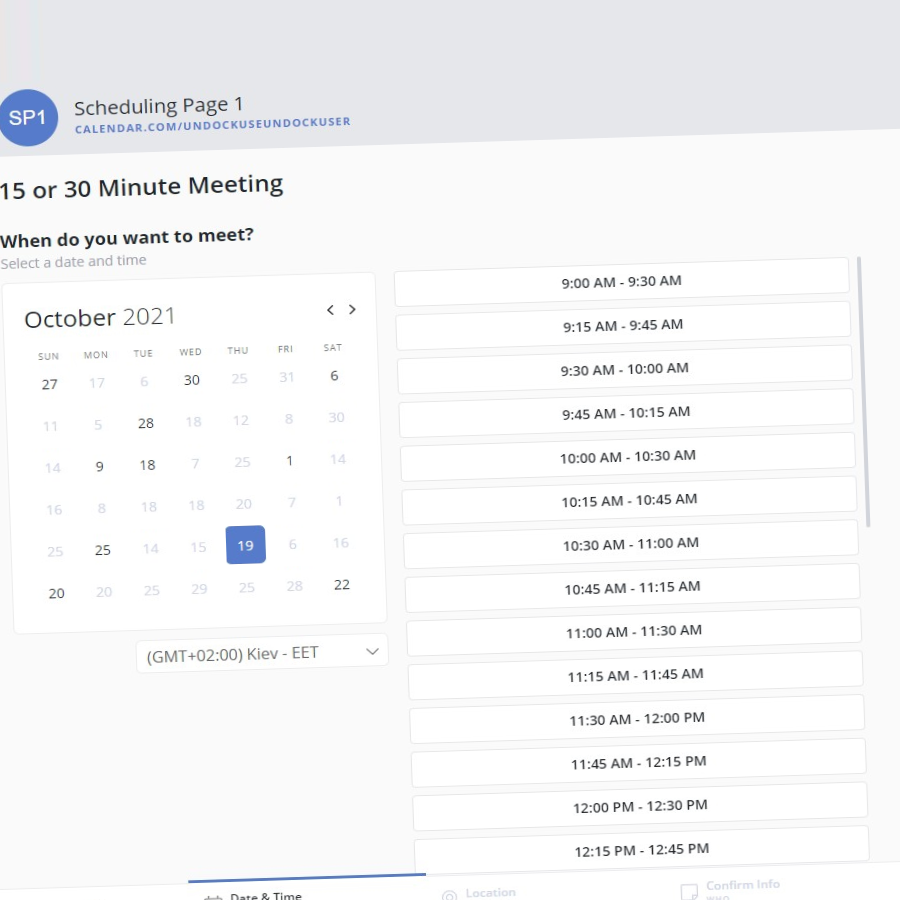 SP1
Scheduling Page 1
CALENDAR.COM/UNDOCKUSEUNDOCKUSER
15 or 30 Minute Meeting
When do you want to meet?
Select a date and time
October 2021
SUN MON TUE WED THU FRI SAT
27 17 6 30 25 31 6
11 5 28 18 12 8 30
14 9 18 7 25 1 14
16 8 18 18 20 7 1
25 25 14 15 19 6 16
20 20 25 29 25 28 22
(GMT+02:00) Kiev - EET
9:00 AM - 9:30 AM
9:15 AM - 9:45 AM
9:30 AM - 10:00 AM
9:45 AM - 10:15 AM
10:00 AM - 10:30 AM
10:15 AM - 10:45 AM
10:30 AM - 11:00 AM
10:45 AM - 11:15 AM
11:00 AM - 11:30 AM
11:15 AM - 11:45 AM
11:30 AM - 12:00 PM
11:45 AM - 12:15 PM
12:00 PM - 12:30 PM
12:15 PM - 12:45 PM
Date & Time
Location
Confirm Info